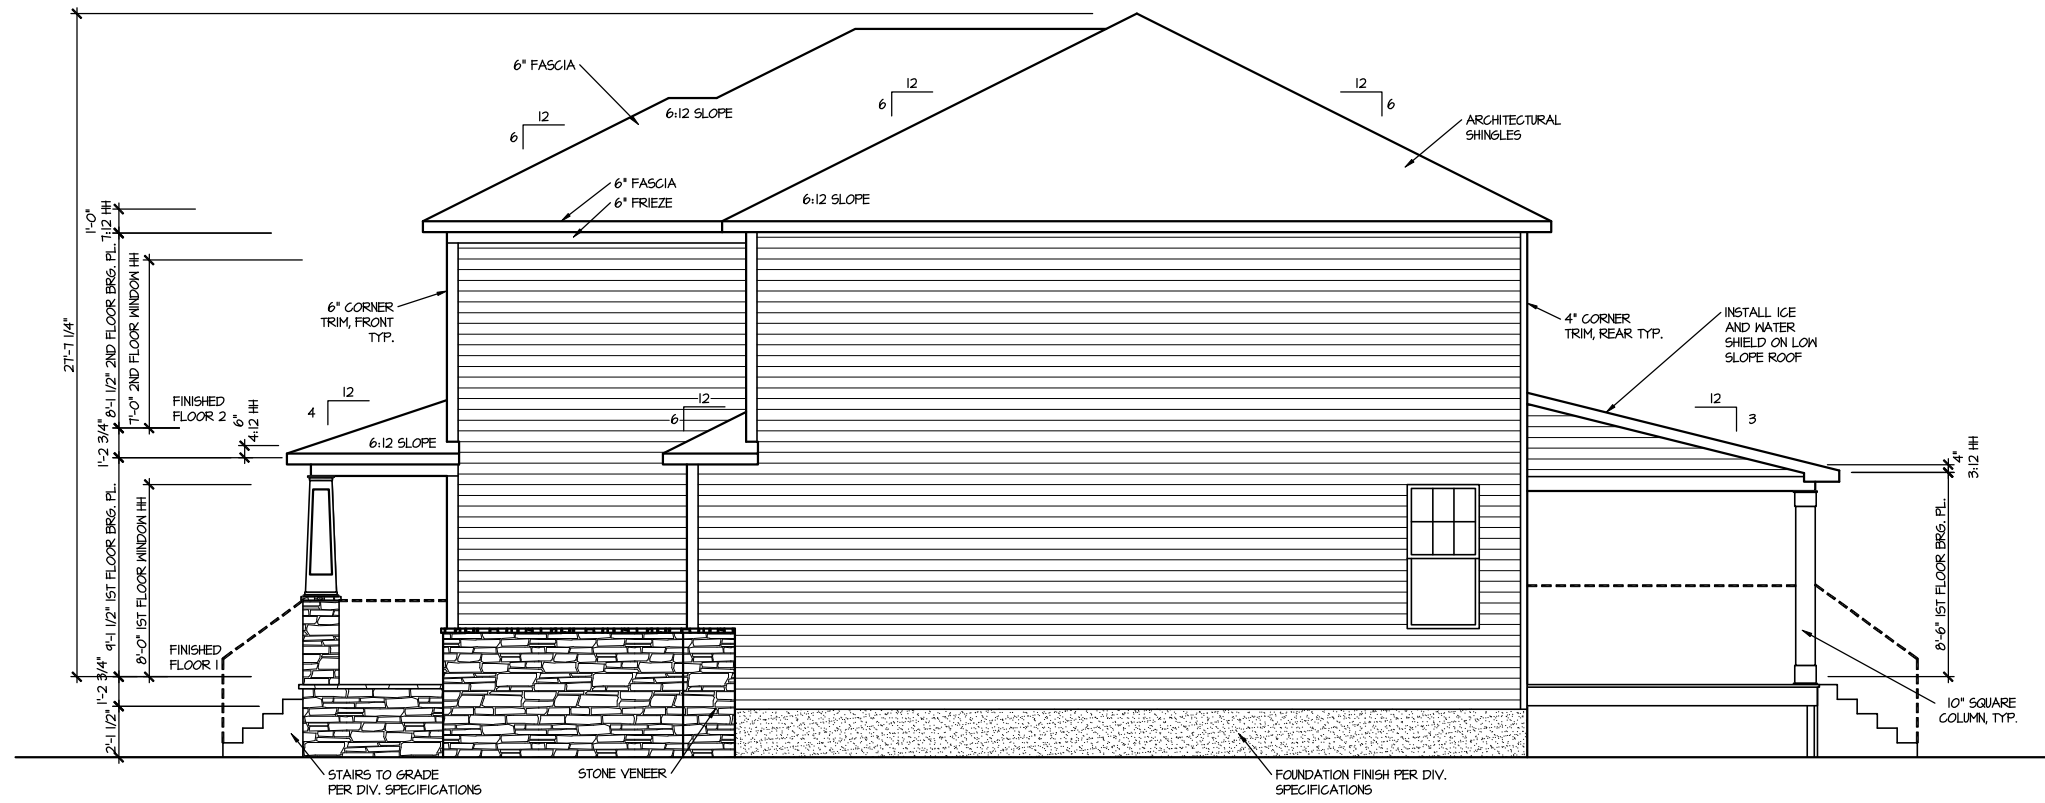 6" FASCIA
12
6
6:12 SLOPE
12
6
12
6
ARCHITECTURAL
SHINGLES
6" FASCIA
6" FRIEZE
6:12 SLOPE
1'-0"
7:12 HH
27'-7 1/4"
8'-1 1/2" 2ND FLOOR BRG. PL.
7'-0" 2ND FLOOR WINDOW HH
6" CORNER
TRIM, FRONT
TYP.
4" CORNER
TRIM, REAR TYP.
INSTALL ICE
AND WATER
SHIELD ON LOW
SLOPE ROOF
FINISHED
FLOOR 2
6"
4:12 HH
12
4
6:12 SLOPE
12
6
12
3
1'-2 3/4"
9'-1 1/2" 1ST FLOOR BRG. PL.
8'-0" 1ST FLOOR WINDOW HH
4"
3:12 HH
8'-6" 1ST FLOOR BRG. PL.
FINISHED
FLOOR 1
1'-2 3/4"
2'-1 1/2"
10" SQUARE
COLUMN, TYP.
STAIRS TO GRADE
PER DIV. SPECIFICATIONS
STONE VENEER
FOUNDATION FINISH PER DIV.
SPECIFICATIONS